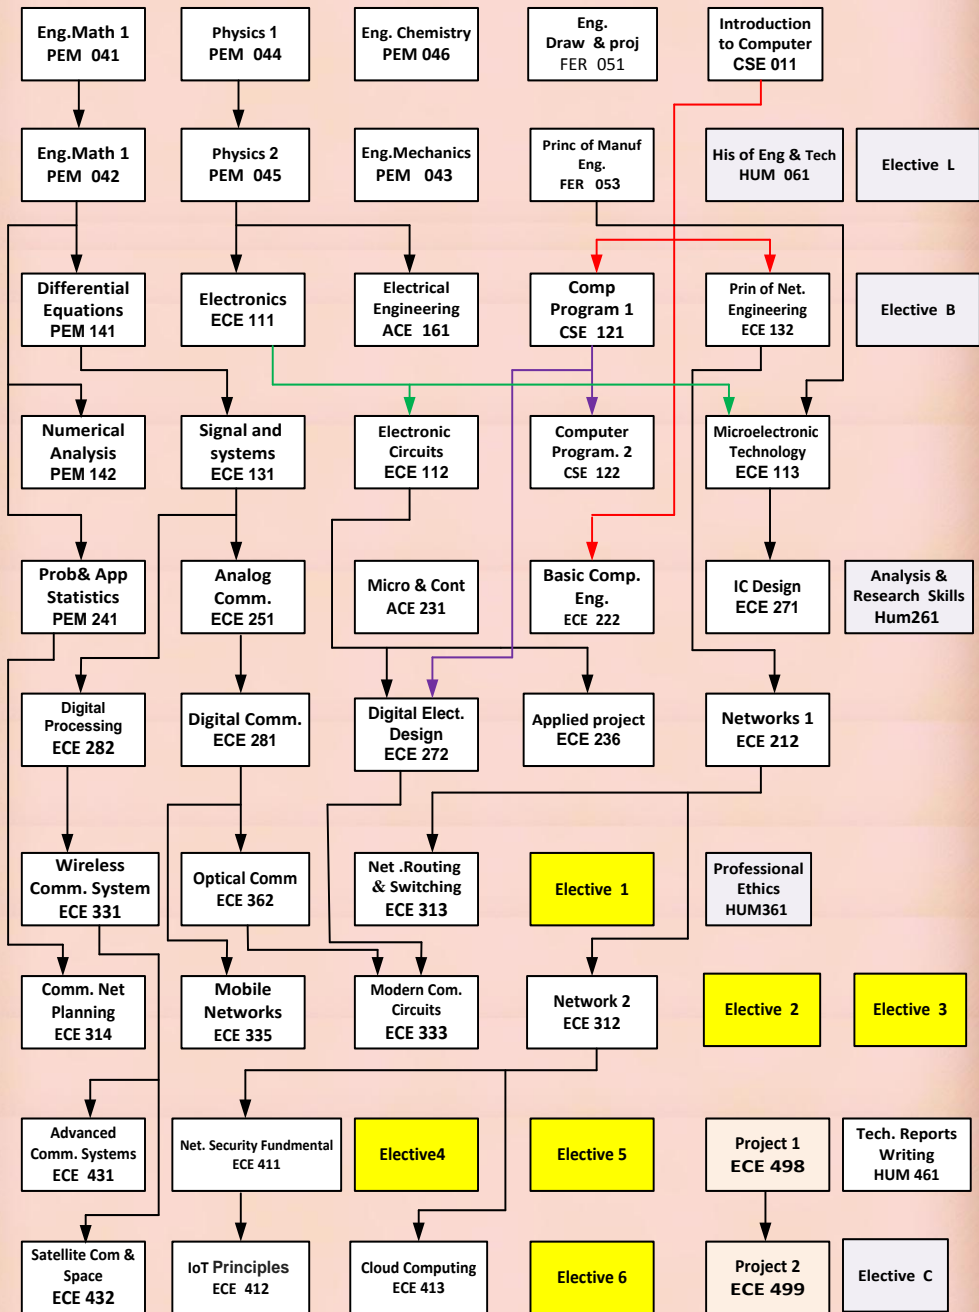 Eng.Math 1
PEM 041
Physics 1
PEM 044
Eng. Chemistry
PEM 046
Eng.
Draw & proj
FER 051
Introduction
to Computer
CSE 011
Eng.Math 1
PEM 042
Physics 2
PEM 045
Eng.Mechanics
PEM 043
Princ of Manuf
Eng.
FER 053
His of Eng & Tech
HUM 061
Elective L
Differential
Equations
PEM 141
Electronics
ECE 111
Electrical
Engineering
ACE 161
Comp
Program 1
CSE 121
Prin of Net.
Engineering
ECE 132
Elective B
Numerical
Analysis
PEM 142
Signal and
systems
ECE 131
Electronic
Circuits
ECE 112
Computer
Program. 2
CSE 122
Microelectronic
Technology
ECE 113
Prob& App
Statistics
PEM 241
Analog
Comm.
ECE 251
Micro & Cont
ACE 231
Basic Comp.
Eng.
ECE 222
IC Design
ECE 271
Analysis &
Research Skills
Hum261
Digital
Processing
ECE 282
Digital Comm.
ECE 281
Digital Elect.
Design
ECE 272
Applied project
ECE 236
Networks 1
ECE 212
Wireless
Comm. System
ECE 331
Optical Comm
ECE 362
Net .Routing
& Switching
ECE 313
Elective 1
Professional
Ethics
HUM361
Comm. Net
Planning
ECE 314
Mobile
Networks
ECE 335
Modern Com.
Circuits
ECE 333
Network 2
ECE 312
Elective 2
Elective 3
Advanced
Comm. Systems
ECE 431
Net. Security Fundmental
ECE 411
Elective4
Elective 5
Project 1
ECE 498
Tech. Reports
Writing
HUM 461
Satellite Com &
Space
ECE 432
IoT Principles
ECE 412
Cloud Computing
ECE 413
Elective 6
Project 2
ECE 499
Elective C